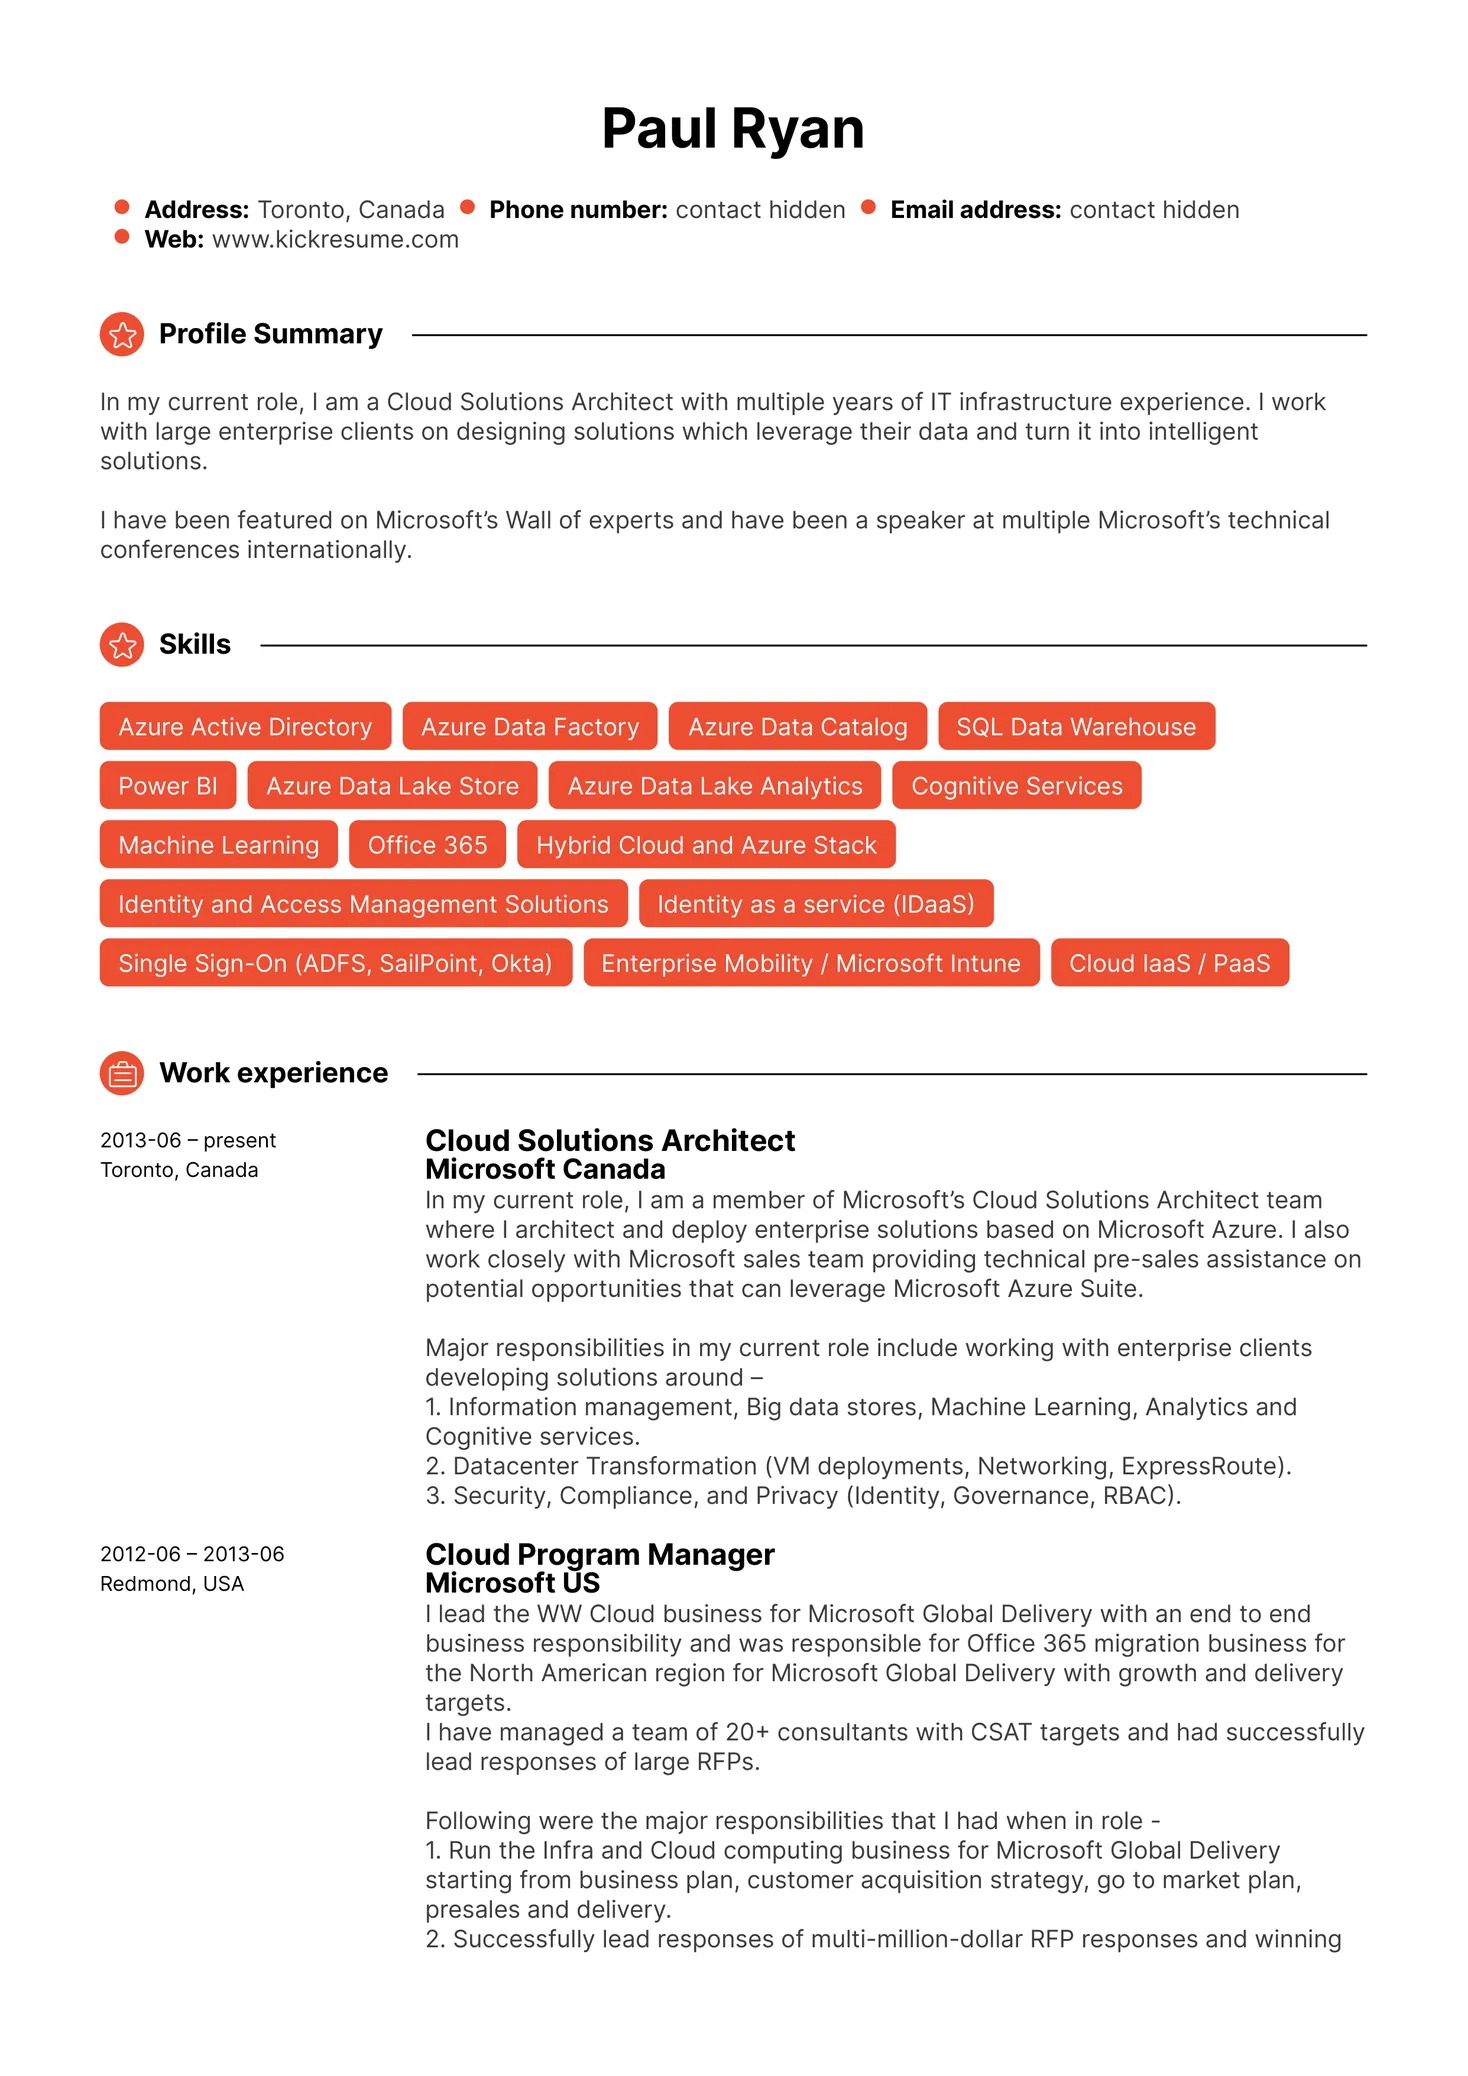 Paul Ryan
Address: Toronto, Canada Phone number: contact hidden Email address: contact hidden
Web: www.kickresume.com
Profile Summary
In my current role, I am a Cloud Solutions Architect with multiple years of IT infrastructure experience. I work
with large enterprise clients on designing solutions which leverage their data and turn it into intelligent
solutions.
I have been featured on Microsoft’s Wall of experts and have been a speaker at multiple Microsoft’s technical
conferences internationally.
Skills
Azure Active Directory Azure Data Factory Azure Data Catalog SQL Data Warehouse
Power BI Azure Data Lake Store Azure Data Lake Analytics Cognitive Services
Machine Learning Office 365 Hybrid Cloud and Azure Stack
Identity and Access Management Solutions Identity as a service (IDaaS)
Single Sign-On (ADFS, SailPoint, Okta) Enterprise Mobility / Microsoft Intune Cloud IaaS / PaaS
Work experience
2013-06 – present
Toronto, Canada
Cloud Solutions Architect
Microsoft Canada
In my current role, I am a member of Microsoft’s Cloud Solutions Architect team
where I architect and deploy enterprise solutions based on Microsoft Azure. I also
work closely with Microsoft sales team providing technical pre-sales assistance on
potential opportunities that can leverage Microsoft Azure Suite.
Major responsibilities in my current role include working with enterprise clients
developing solutions around –
1. Information management, Big data stores, Machine Learning, Analytics and
Cognitive services.
2. Datacenter Transformation (VM deployments, Networking, ExpressRoute).
3. Security, Compliance, and Privacy (Identity, Governance, RBAC).
2012-06 – 2013-06
Redmond, USA
Cloud Program Manager
Microsoft US
I lead the WW Cloud business for Microsoft Global Delivery with an end to end
business responsibility and was responsible for Office 365 migration business for
the North American region for Microsoft Global Delivery with growth and delivery
targets.
I have managed a team of 20+ consultants with CSAT targets and had successfully
lead responses of large RFPs.
Following were the major responsibilities that I had when in role -
1. Run the Infra and Cloud computing business for Microsoft Global Delivery
starting from business plan, customer acquisition strategy, go to market plan,
presales and delivery.
2. Successfully lead responses of multi-million-dollar RFP responses and winning